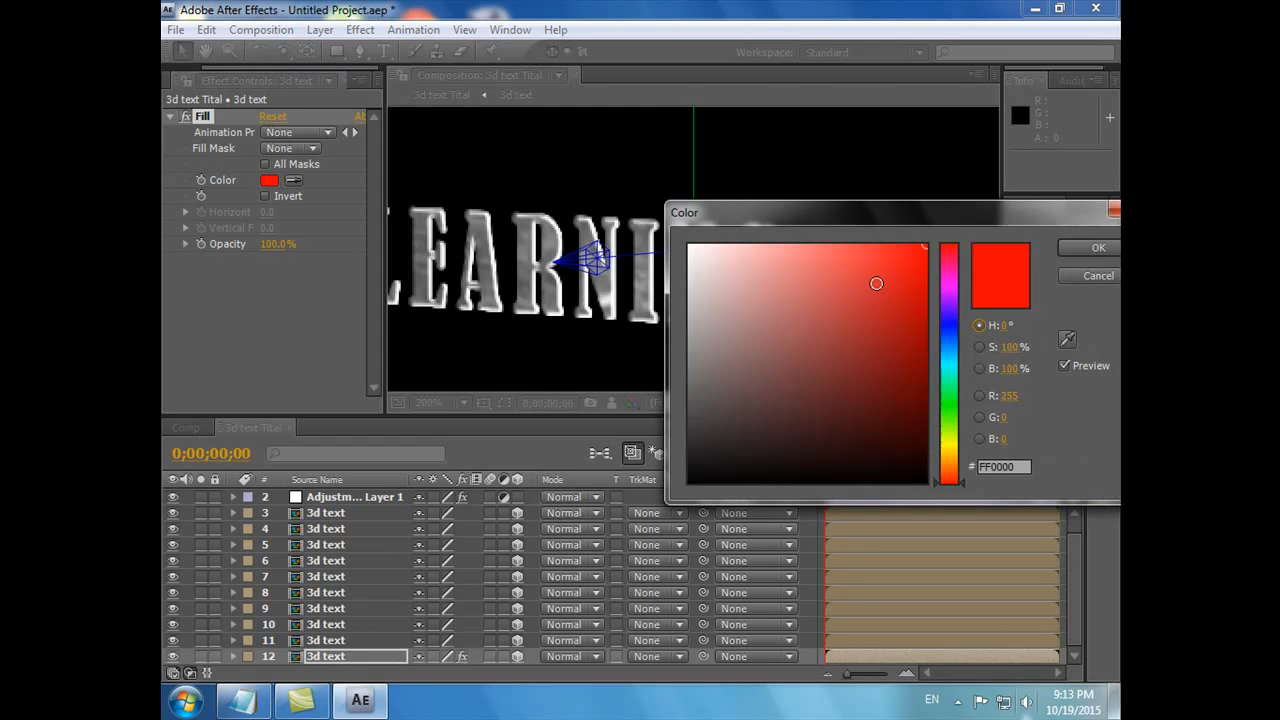 Adobe After Effects - Untitled Project.aep *
File Edit Composition Layer Effect Animation View Window Help
Workspace: Standard
Effect Controls: 3d text
Composition: 3d text Tital
Info
Audi
3d text Tital • 3d text
3d text Tital 3d text
Fill Reset Ab
Animation Pr None
Fill Mask None
All Masks
Color
Invert
Horizont 0.0
Vertical F 0.0
Opacity 100.0%
R:
G:
B:
A: 0
LEARNI
Color
OK
Cancel
H: 0 °
S: 100 %
B: 100 %
Preview
R: 255
G: 0
B: 0
# FF0000
200%
0;00;00;00
Comp
3d text Tital
0;00;00;00
# Source Name fx Mode T TrkMat
2 Adjustm... Layer 1 fx Normal
3 3d text Normal None None
4 3d text Normal None None
5 3d text Normal None None
6 3d text Normal None None
7 3d text Normal None None
8 3d text Normal None None
9 3d text Normal None None
10 3d text Normal None None
11 3d text Normal None None
12 3d text fx Normal None None
Ae
EN
9:13 PM
10/19/2015